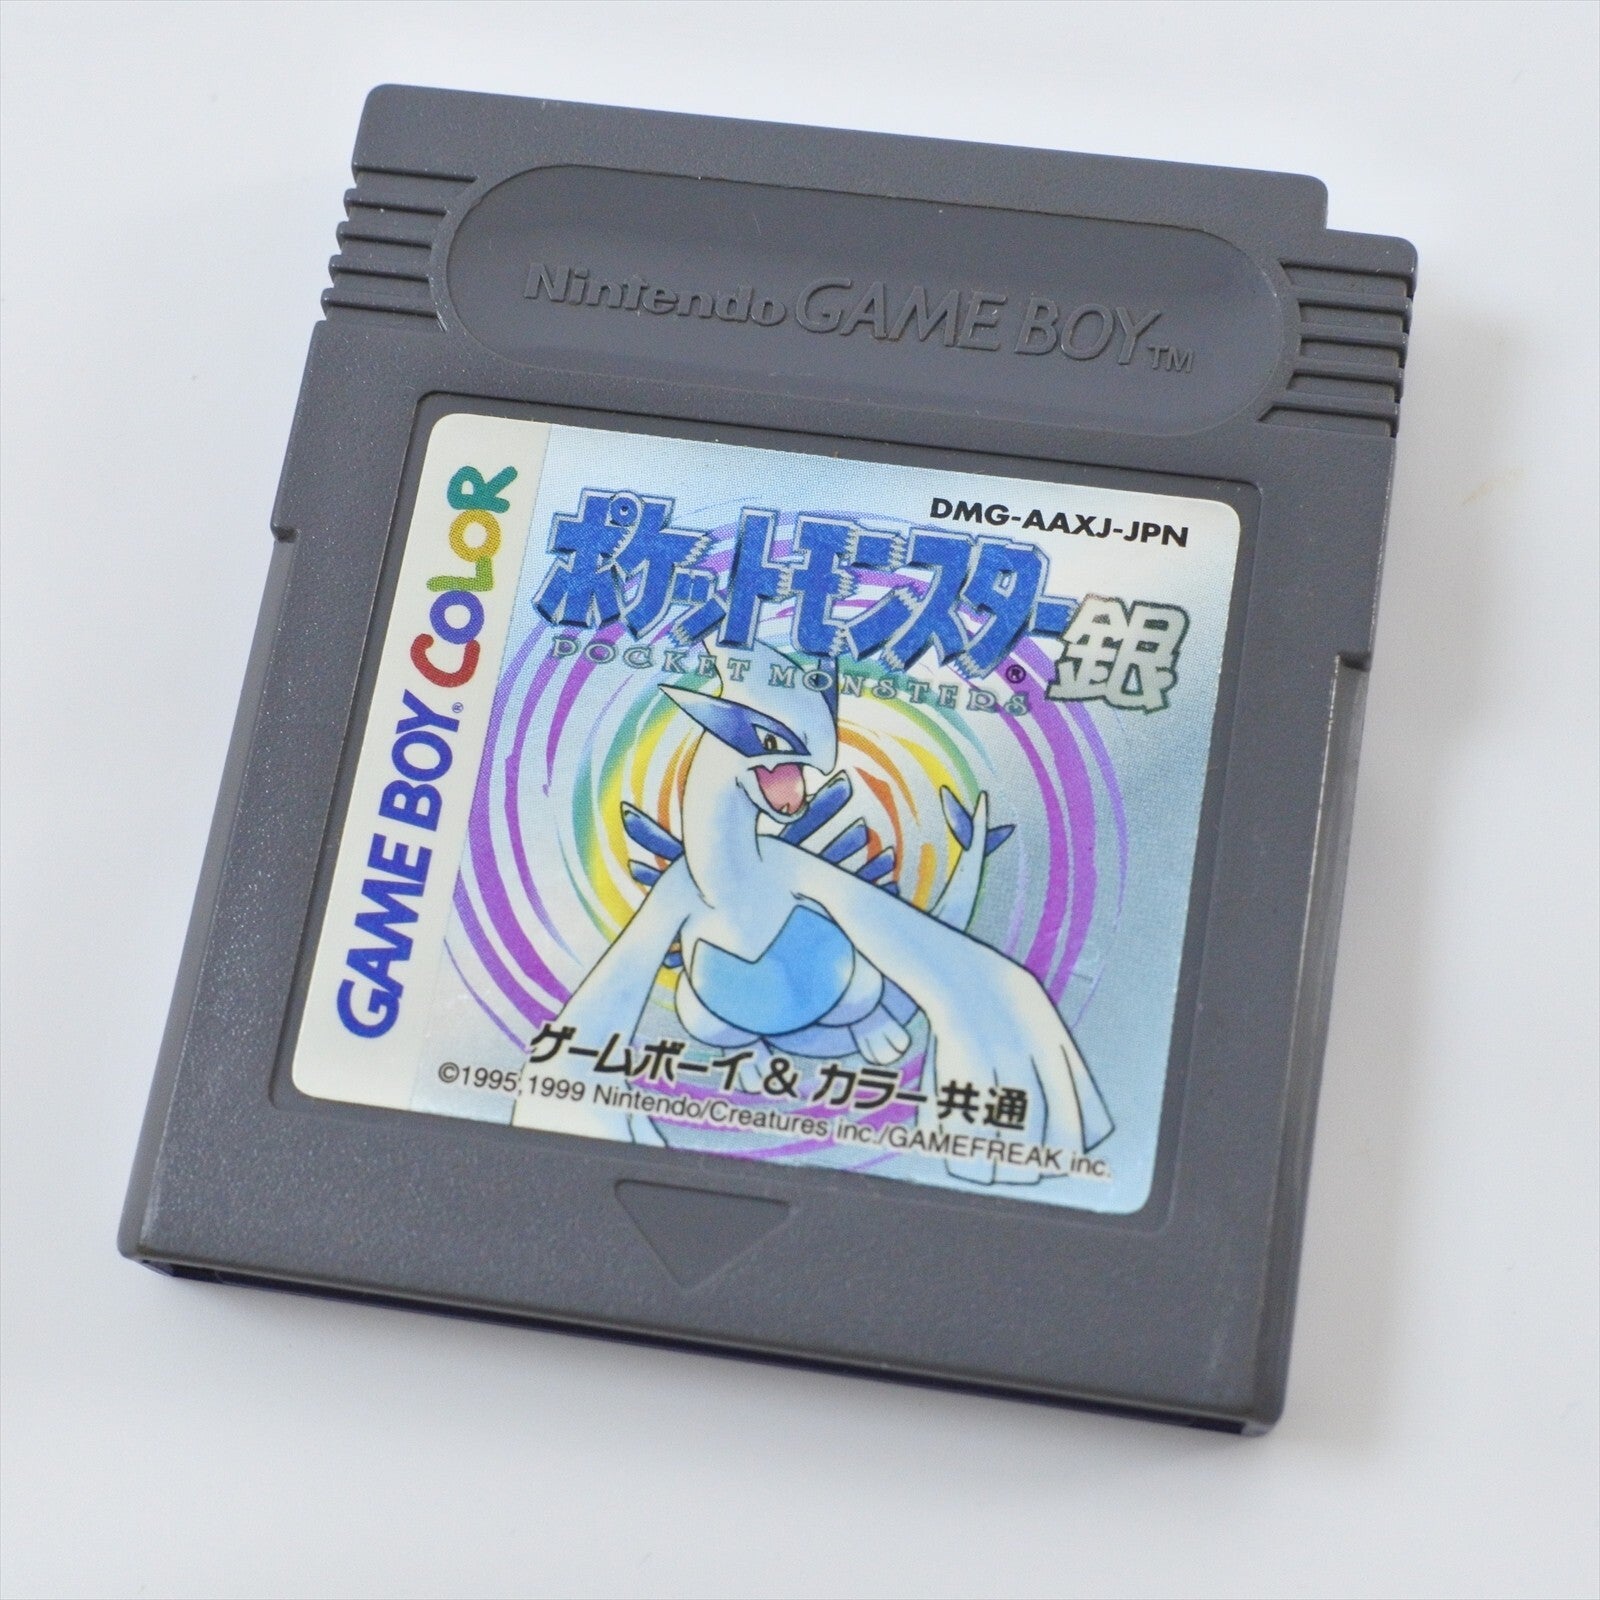 Nintendo GAME BOY TM
GAME BOY® COLOR
DMG-AAXJ-JPN
ポケットモンスター®銀
POCKET MONSTERS
ゲームボーイ & カラー 共通
©1995,1999 Nintendo/Creatures inc./GAMEFREAK inc.